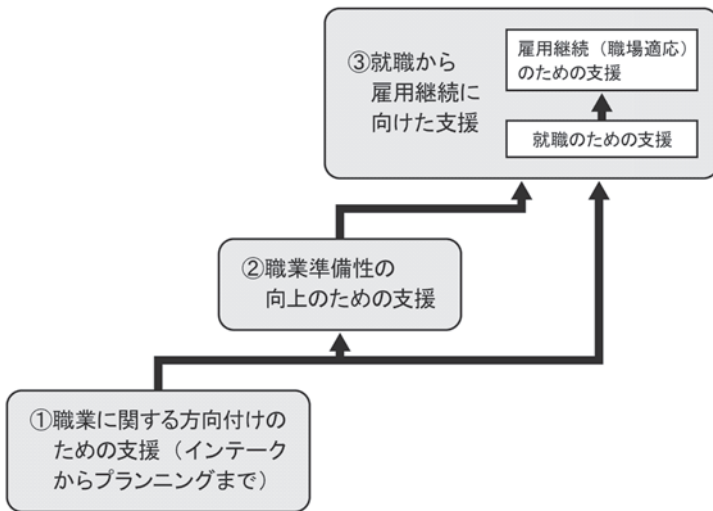 ③就職から
雇用継続に
向けた支援
雇用継続（職場適応）
のための支援
就職のための支援
②職業準備性の
向上のための支援
①職業に関する方向付けの
ための支援（インテーク
からプランニングまで）